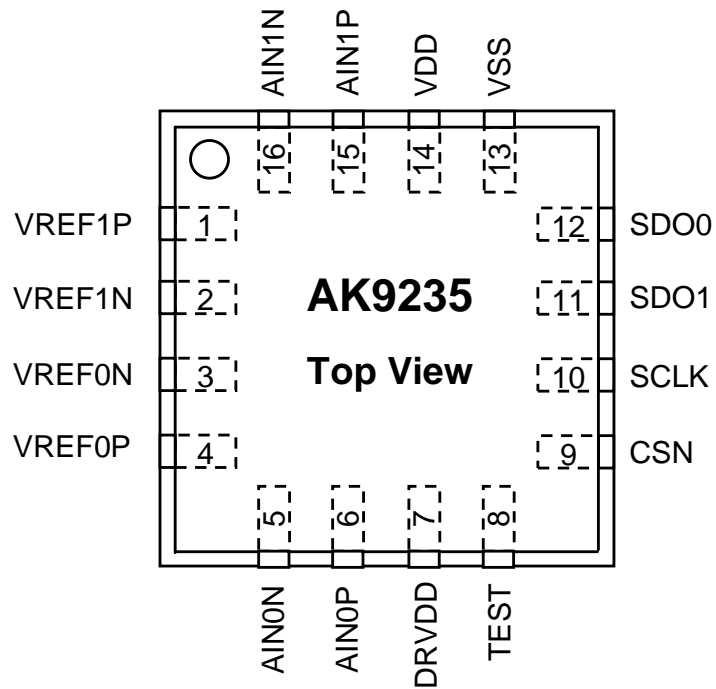 AIN1N
AIN1P
VDD
VSS
16
15
14
13
VREF1P 1
12 SDO0
VREF1N 2
AK9235
11 SDO1
VREF0N 3
Top View
10 SCLK
VREF0P 4
9 CSN
5
6
7
8
AIN0N
AIN0P
DRVDD
TEST